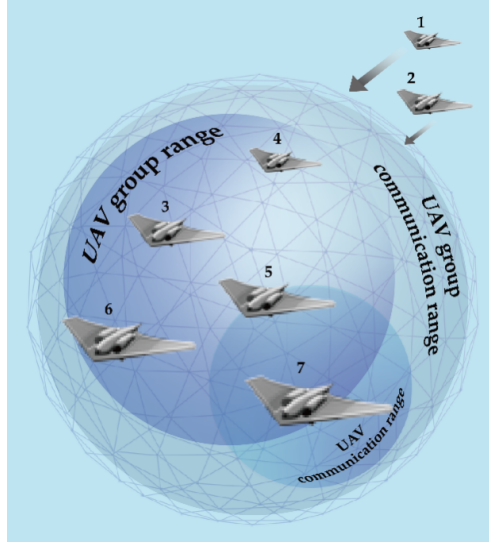 1
2
4
UAV group range
3
UAV group
communication range
5
6
7
UAV
communication range